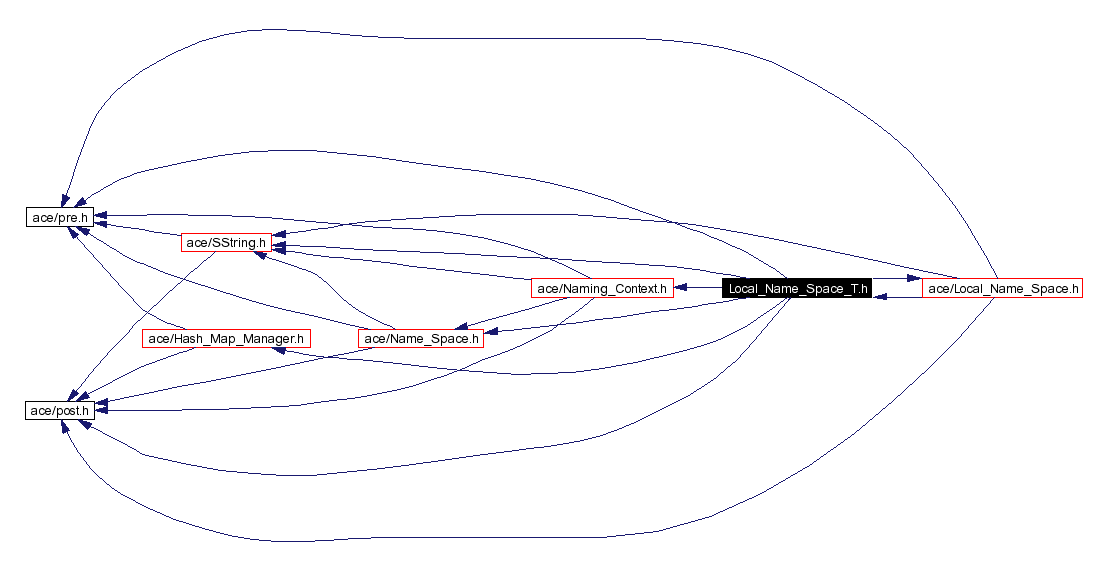 ace/pre.h
ace/SString.h
ace/Naming_Context.h
Local_Name_Space_T.h
ace/Local_Name_Space.h
ace/Hash_Map_Manager.h
ace/Name_Space.h
ace/post.h